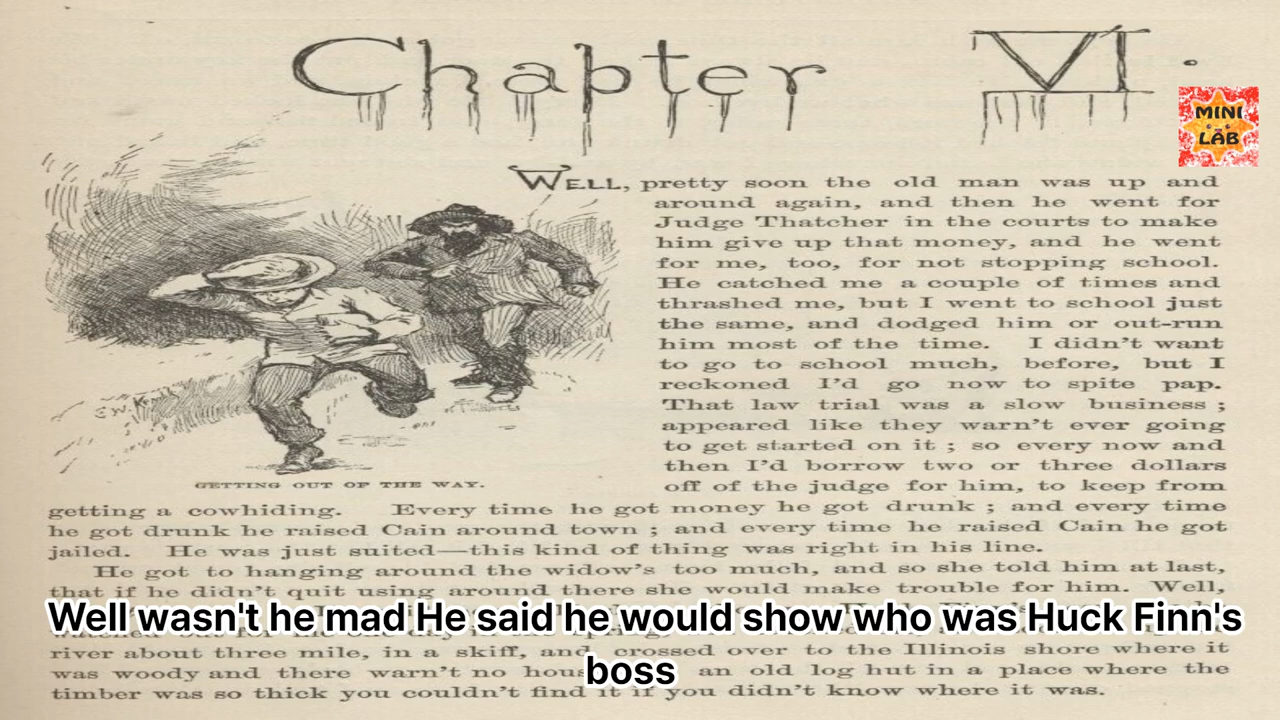 Chapter VI.
MINI
LAB
WELL, pretty soon the old man was up and
around again, and then he went for
Judge Thatcher in the courts to make
him give up that money, and he went
for me, too, for not stopping school.
He catched me a couple of times and
thrashed me, but I went to school just
the same, and dodged him or out-run
him most of the time. I didn't want
to go to school much, before, but I
reckoned I'd go now to spite pap.
That law trial was a slow business;
appeared like they warn't ever going
to get started on it; so every now and
then I'd borrow two or three dollars
off of the judge for him, to keep from
E.W. Kemble
GETTING OUT OF THE WAY.
getting a cowhiding. Every time he got money he got drunk; and every time
he got drunk he raised Cain around town; and every time he raised Cain he got
jailed. He was just suited—this kind of thing was right in his line.
He got to hanging around the widow's too much, and so she told him at last,
that if he didn't quit using around there she would make trouble for him. Well,
Well wasn't he mad He said he would show who was Huck Finn's
boss
river about three mile, in a skiff, and crossed over to the Illinois shore where it
was woody and there warn't no an old log hut in a place where the
timber was so thick you couldn't find it if you didn't know where it was.